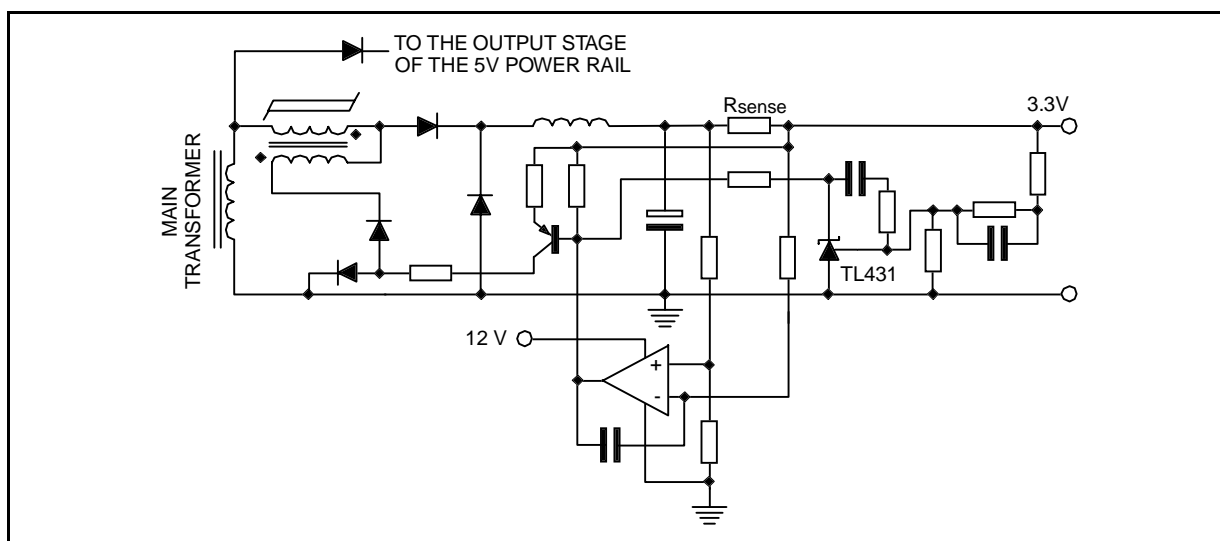 TO THE OUTPUT STAGE
OF THE 5V POWER RAIL
Rsense
3.3V
MAIN
TRANSFORMER
TL431
12 V
+
-